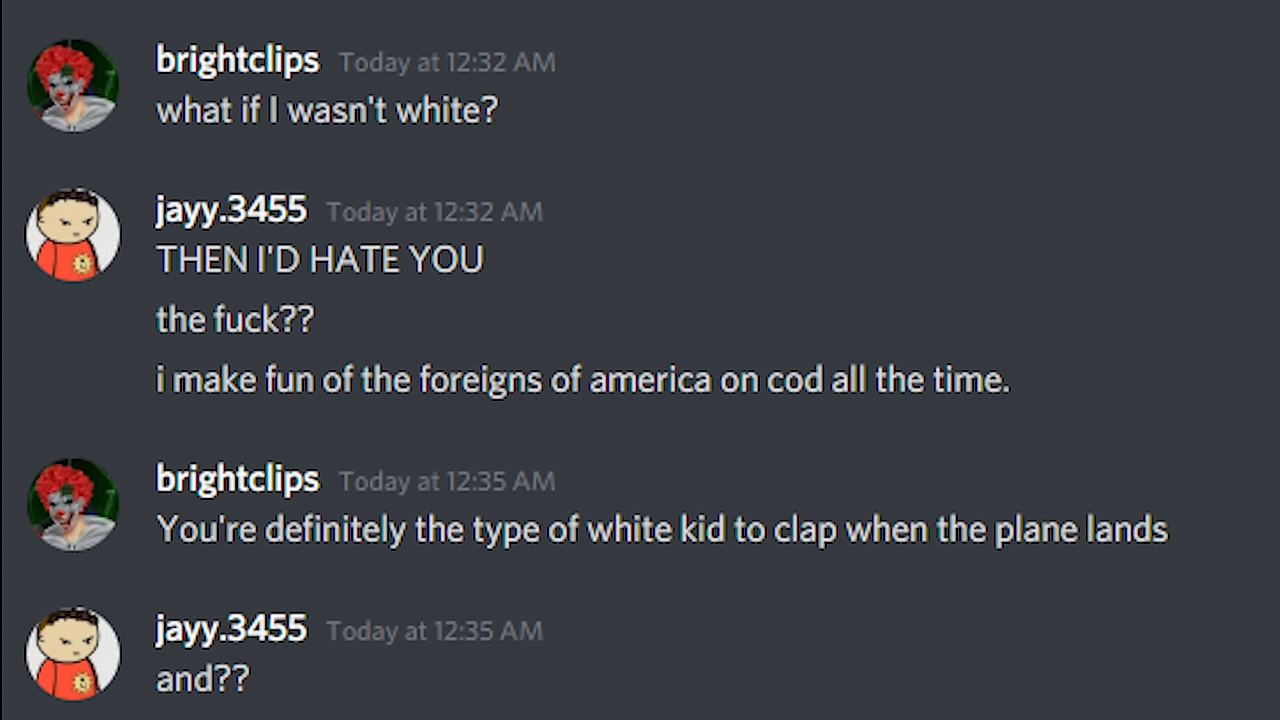 brightclips Today at 12:32 AM
what if I wasn't white?
jayy.3455 Today at 12:32 AM
THEN I'D HATE YOU
the fuck??
i make fun of the foreigns of america on cod all the time.
brightclips Today at 12:35 AM
You're definitely the type of white kid to clap when the plane lands
jayy.3455 Today at 12:35 AM
and??